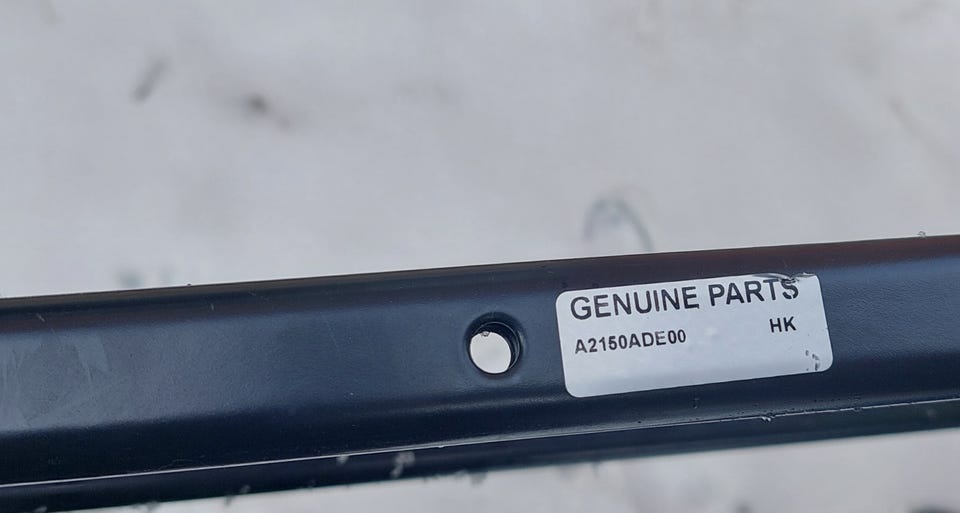 GENUINE PARTS
A2150ADE00 HK